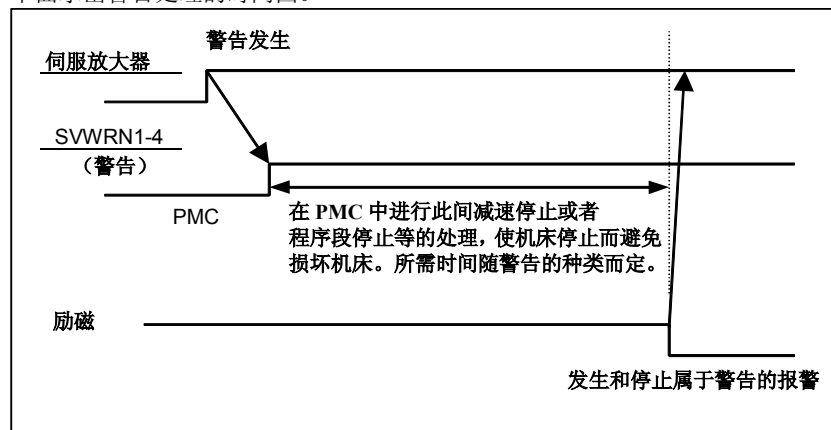 警告发生
伺服放大器
SVWRN1-4
（警告）
PMC
在 PMC 中进行此间减速停止或者
程序段停止等的处理，使机床停止而避免
损坏机床。所需时间随警告的种类而定。
励磁
发生和停止属于警告的报警